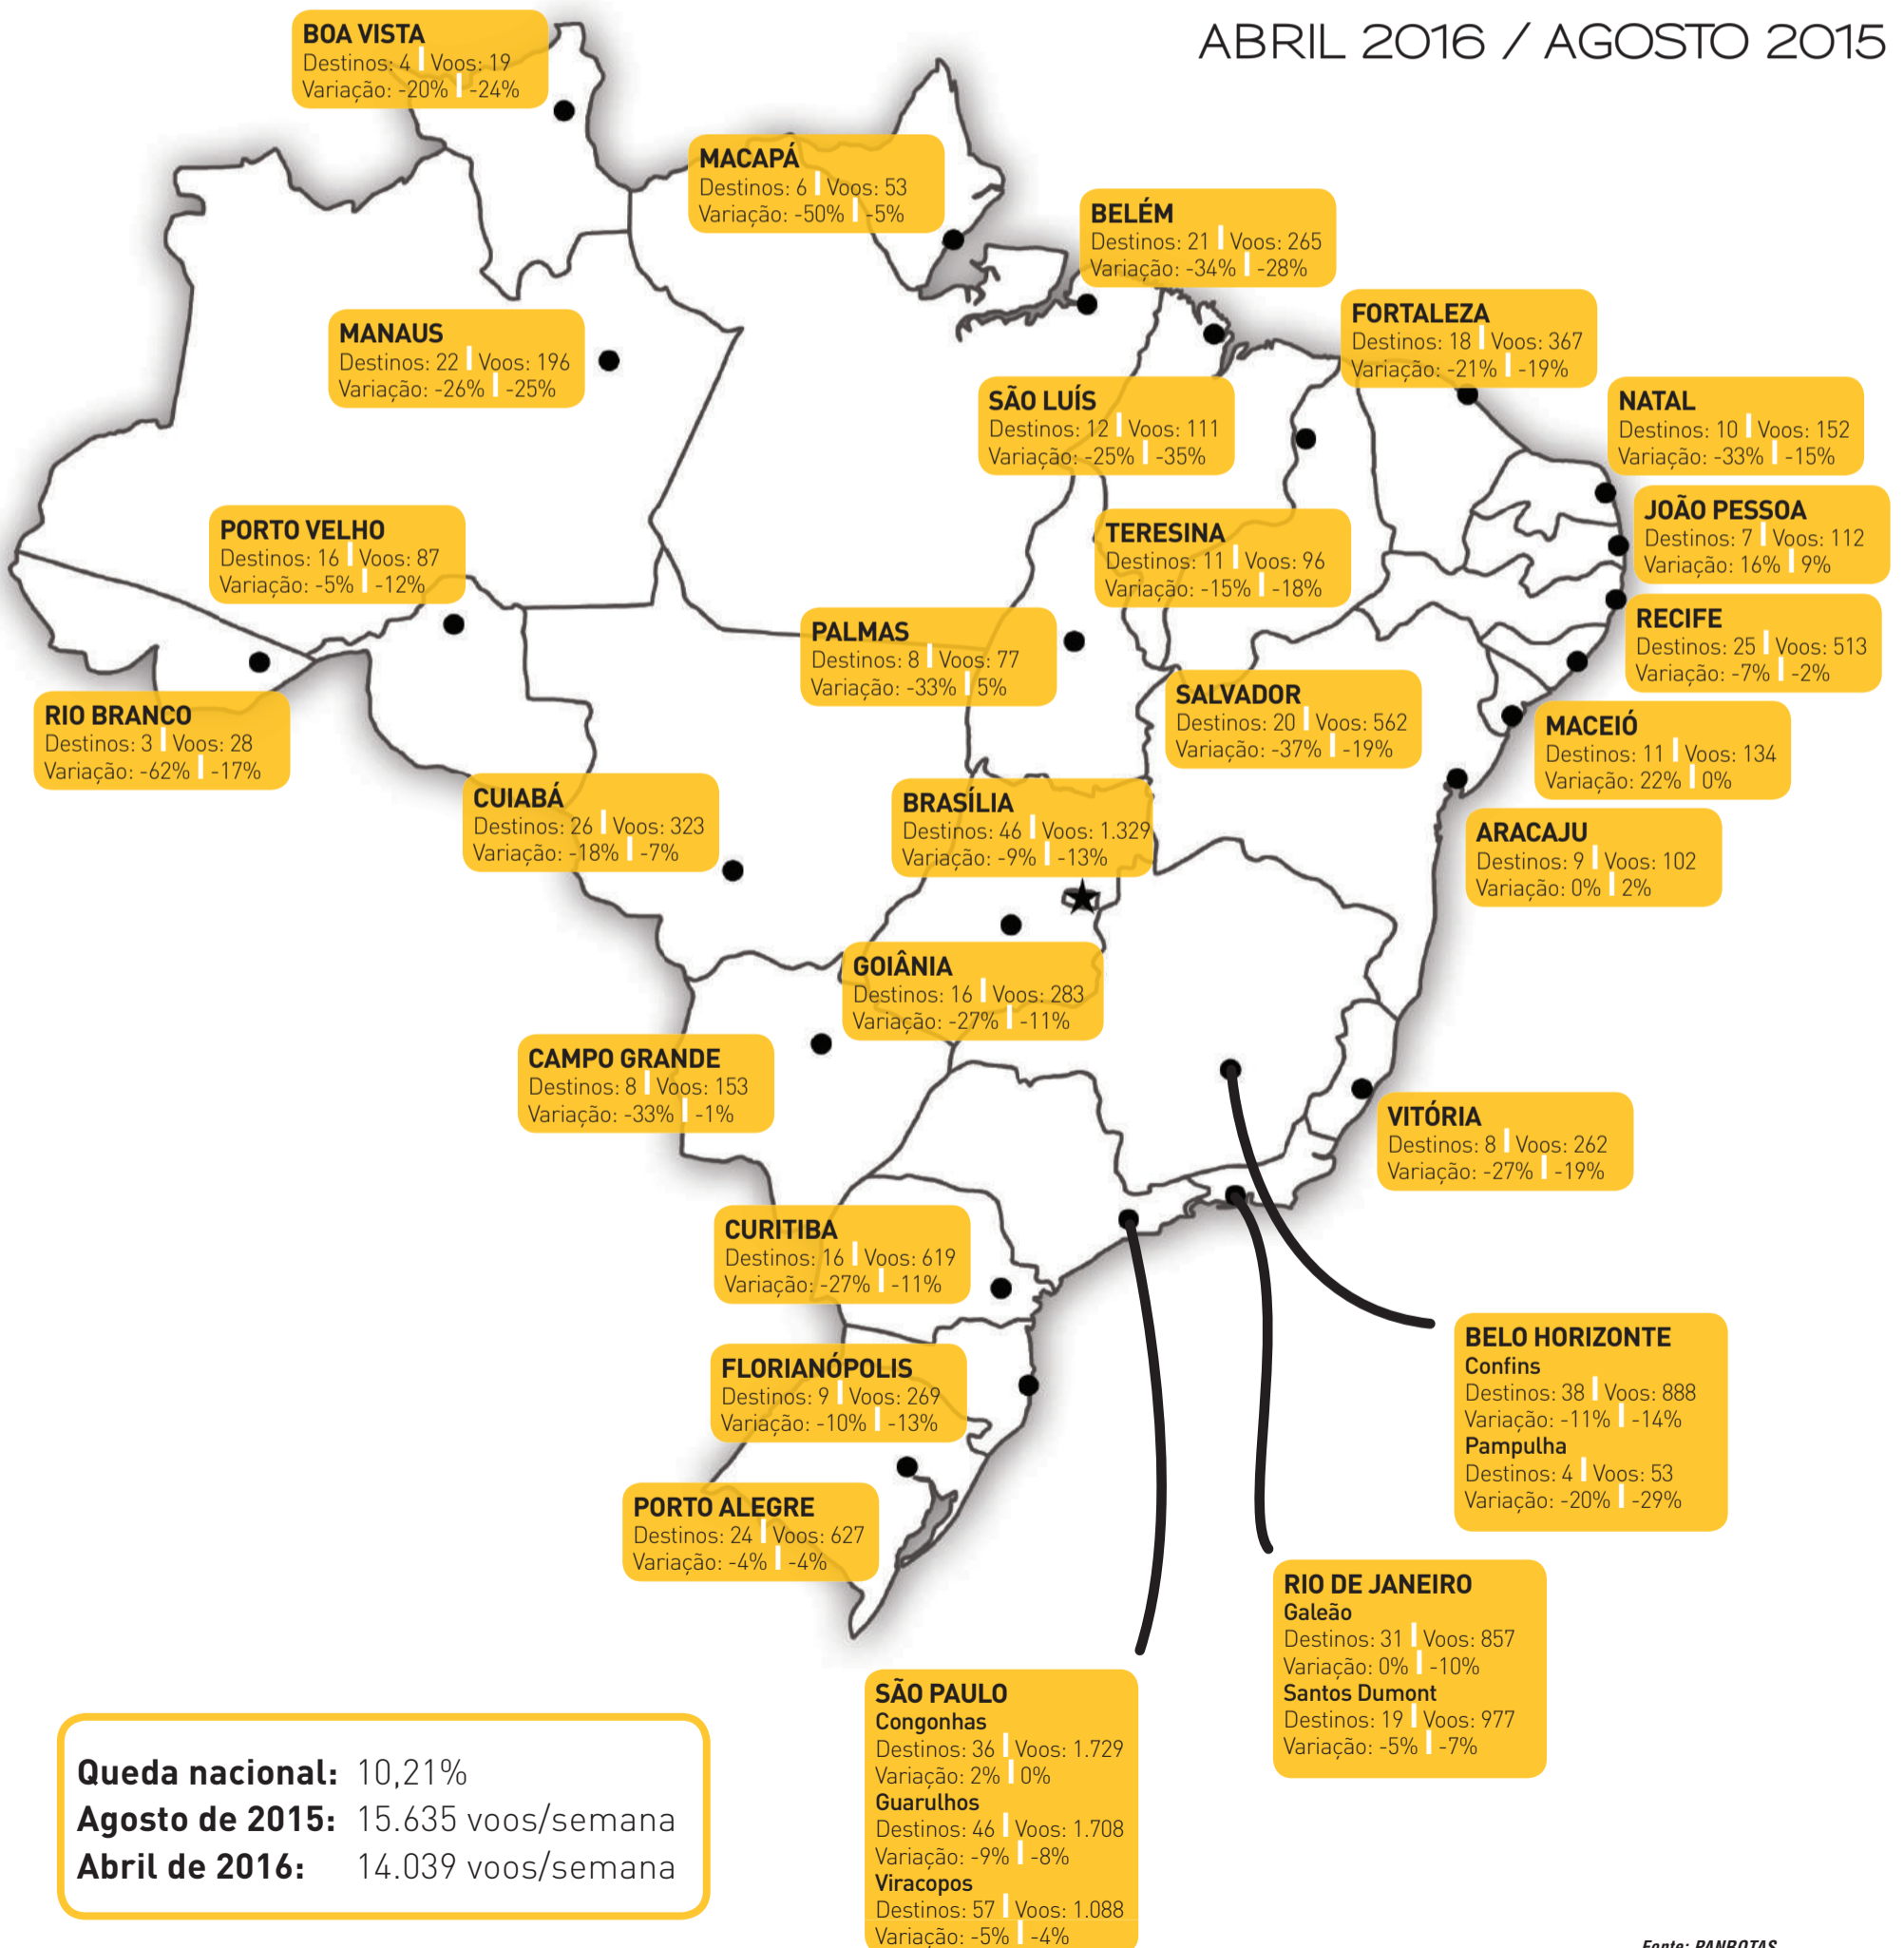 ABRIL 2016 / AGOSTO 2015
BOA VISTA
Destinos: 4 | Voos: 19
Variação: -20% | -24%
MACAPÁ
Destinos: 6 | Voos: 53
Variação: -50% | -5%
BELÉM
Destinos: 21 | Voos: 265
Variação: -34% | -28%
MANAUS
Destinos: 22 | Voos: 196
Variação: -26% | -25%
FORTALEZA
Destinos: 18 | Voos: 367
Variação: -21% | -19%
SÃO LUÍS
Destinos: 12 | Voos: 111
Variação: -25% | -35%
NATAL
Destinos: 10 | Voos: 152
Variação: -33% | -15%
JOÃO PESSOA
Destinos: 7 | Voos: 112
Variação: 16% | 9%
PORTO VELHO
Destinos: 16 | Voos: 87
Variação: -5% | -12%
TERESINA
Destinos: 11 | Voos: 96
Variação: -15% | -18%
RECIFE
Destinos: 25 | Voos: 513
Variação: -7% | -2%
PALMAS
Destinos: 8 | Voos: 77
Variação: -33% | 5%
SALVADOR
Destinos: 20 | Voos: 562
Variação: -37% | -19%
RIO BRANCO
Destinos: 3 | Voos: 28
Variação: -62% | -17%
MACEIÓ
Destinos: 11 | Voos: 134
Variação: 22% | 0%
CUIABÁ
Destinos: 26 | Voos: 323
Variação: -18% | -7%
BRASÍLIA
Destinos: 46 | Voos: 1.329
Variação: -9% | -13%
ARACAJU
Destinos: 9 | Voos: 102
Variação: 0% | 2%
GOIÂNIA
Destinos: 16 | Voos: 283
Variação: -27% | -11%
CAMPO GRANDE
Destinos: 8 | Voos: 153
Variação: -33% | -1%
VITÓRIA
Destinos: 8 | Voos: 262
Variação: -27% | -19%
CURITIBA
Destinos: 16 | Voos: 619
Variação: -27% | -11%
BELO HORIZONTE
Confins
Destinos: 38 | Voos: 888
Variação: -11% | -14%
Pampulha
Destinos: 4 | Voos: 53
Variação: -20% | -29%
FLORIANÓPOLIS
Destinos: 9 | Voos: 269
Variação: -10% | -13%
PORTO ALEGRE
Destinos: 24 | Voos: 627
Variação: -4% | -4%
RIO DE JANEIRO
Galeão
Destinos: 31 | Voos: 857
Variação: 0% | -10%
Santos Dumont
Destinos: 19 | Voos: 977
Variação: -5% | -7%
SÃO PAULO
Congonhas
Destinos: 36 | Voos: 1.729
Variação: 2% | 0%
Guarulhos
Destinos: 46 | Voos: 1.708
Variação: -9% | -8%
Viracopos
Destinos: 57 | Voos: 1.088
Variação: -5% | -4%
Queda nacional: 10,21%
Agosto de 2015: 15.635 voos/semana
Abril de 2016: 14.039 voos/semana
Fonte: PANROTAS